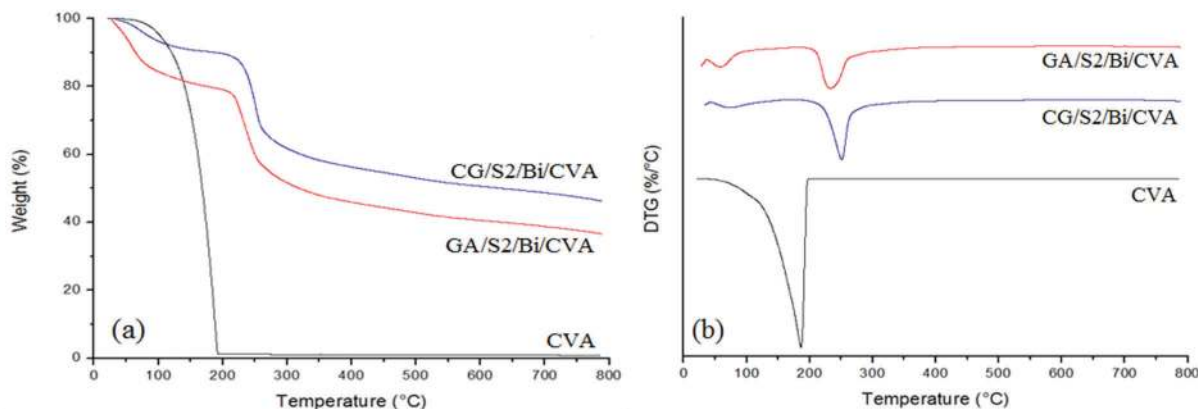 100
80
60
40
20
0
Weight (%)
CG/S2/Bi/CVA
GA/S2/Bi/CVA
CVA
(a)
0 100 200 300 400 500 600 700 800
Temperature (°C)
DTG (%/°C)
GA/S2/Bi/CVA
CG/S2/Bi/CVA
CVA
(b)
0 100 200 300 400 500 600 700 800
Temperature (°C)